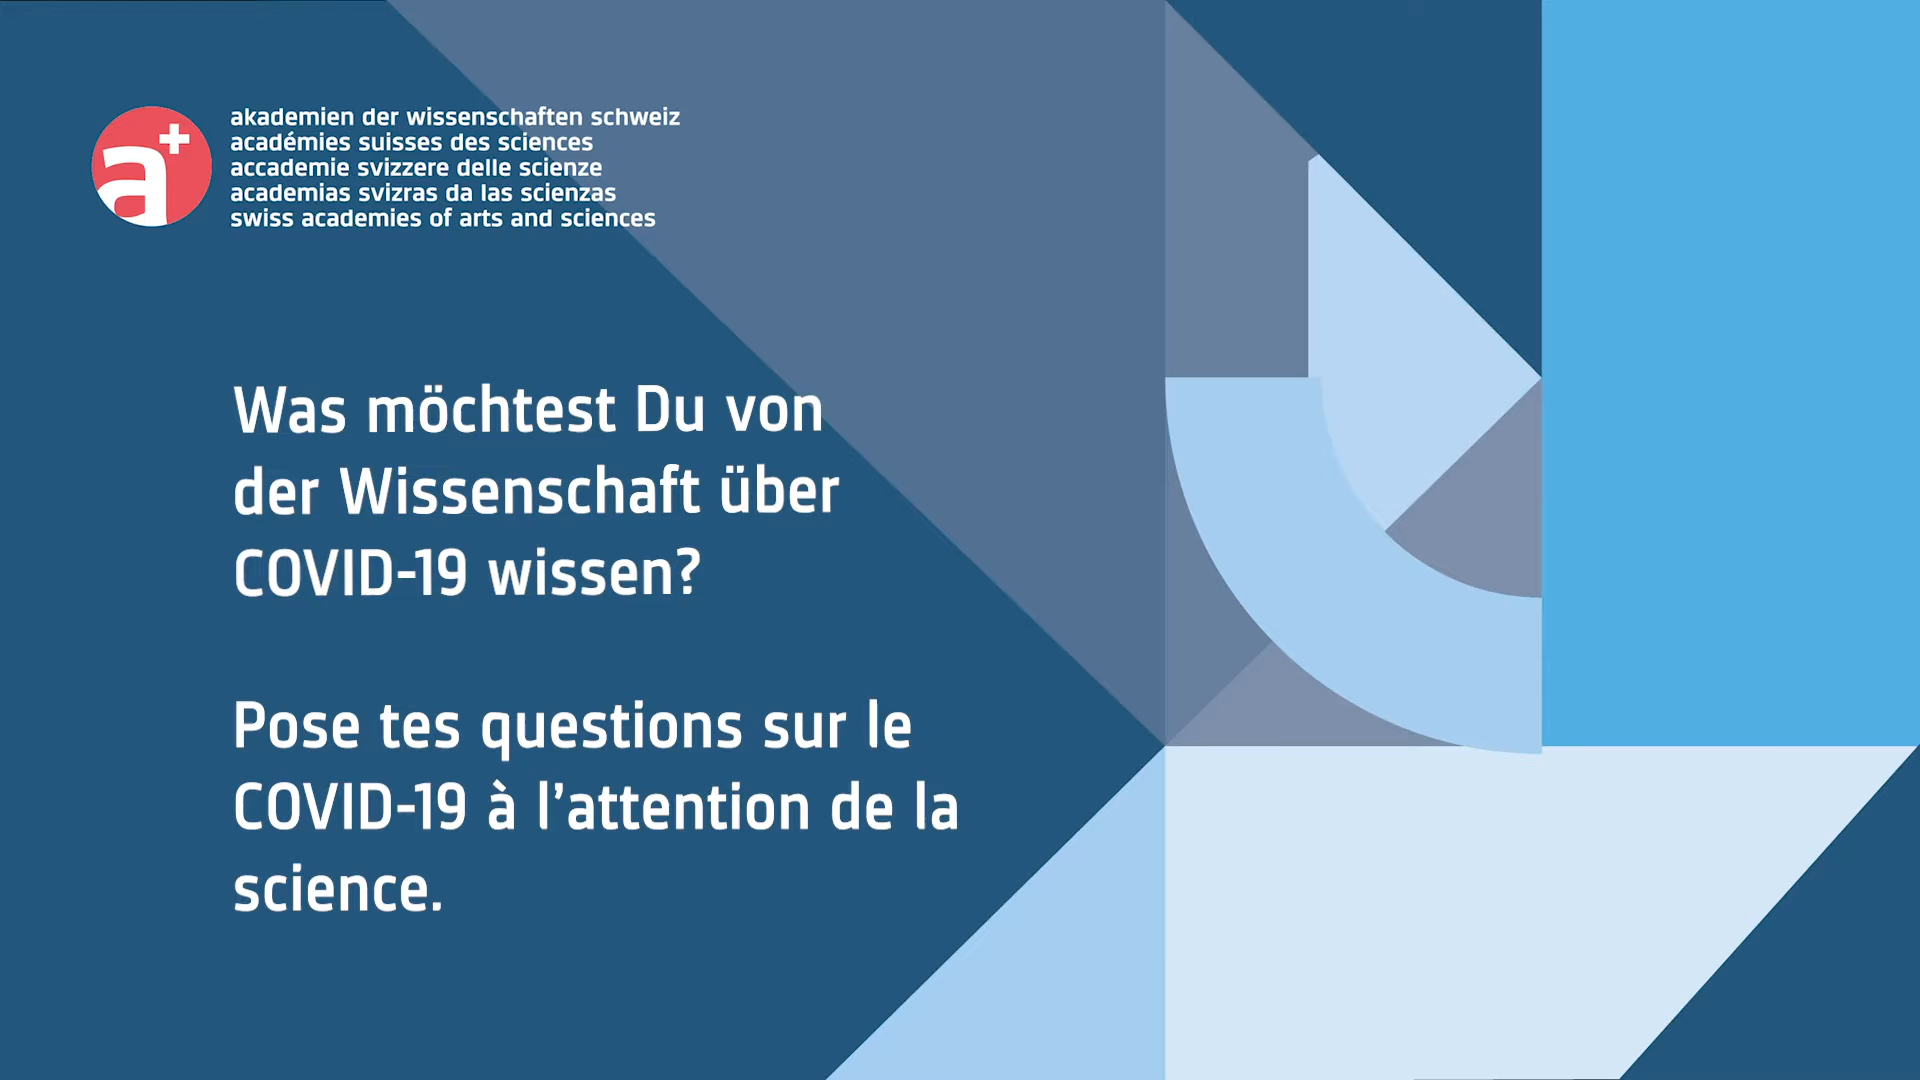 a+
akademien der wissenschaften schweiz
académies suisses des sciences
accademie svizzere delle scienze
academias svizras da las scienzas
swiss academies of arts and sciences
Was möchtest Du von
der Wissenschaft über
COVID-19 wissen?
Pose tes questions sur le
COVID-19 à l’attention de la
science.